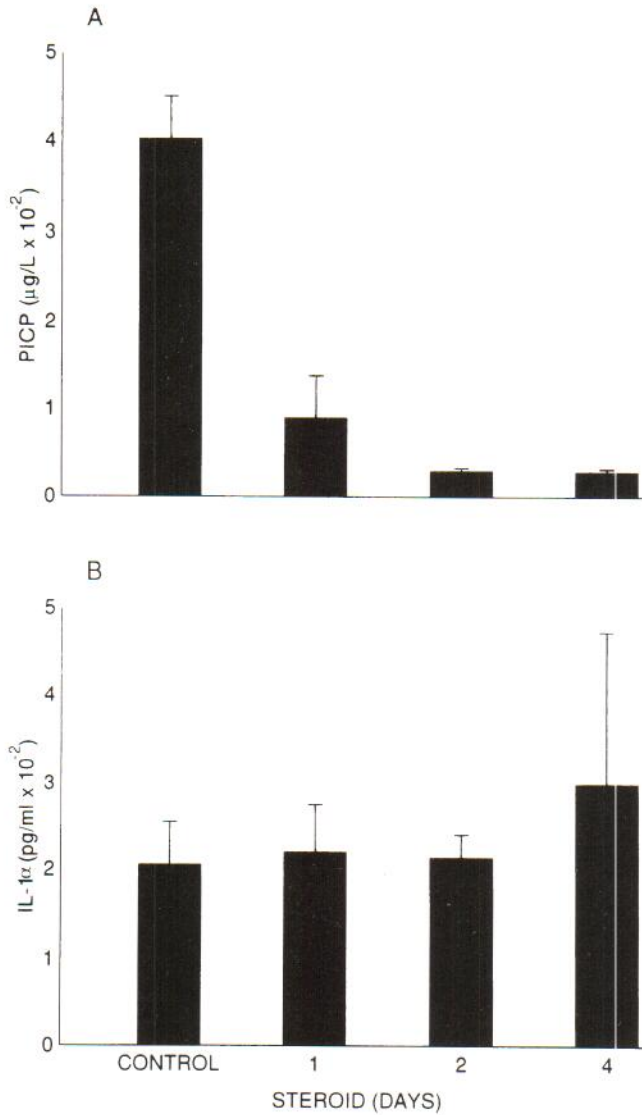 A
5
4
3
2
1
0
PICP (µg/L x 10-2)
B
5
4
3
2
1
0
IL-1α (pg/ml x 10-2)
CONTROL 1 2 4
STEROID (DAYS)